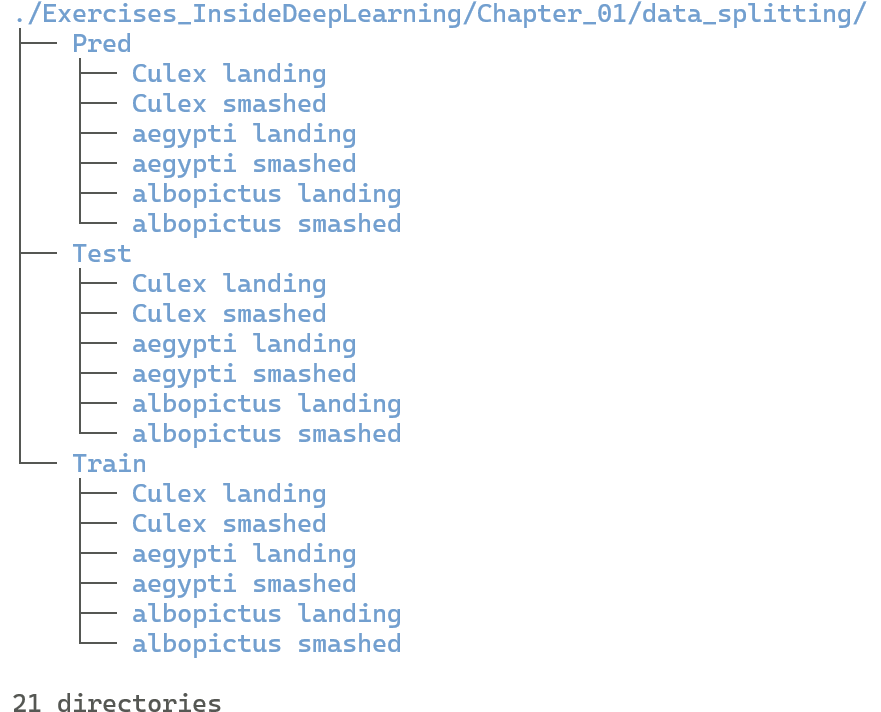 ./Exercises_InsideDeepLearning/Chapter_01/data_splitting/
├── Pred
│   ├── Culex landing
│   ├── Culex smashed
│   ├── aegypti landing
│   ├── aegypti smashed
│   ├── albopictus landing
│   └── albopictus smashed
├── Test
│   ├── Culex landing
│   ├── Culex smashed
│   ├── aegypti landing
│   ├── aegypti smashed
│   ├── albopictus landing
│   └── albopictus smashed
└── Train
    ├── Culex landing
    ├── Culex smashed
    ├── aegypti landing
    ├── aegypti smashed
    ├── albopictus landing
    └── albopictus smashed
21 directories